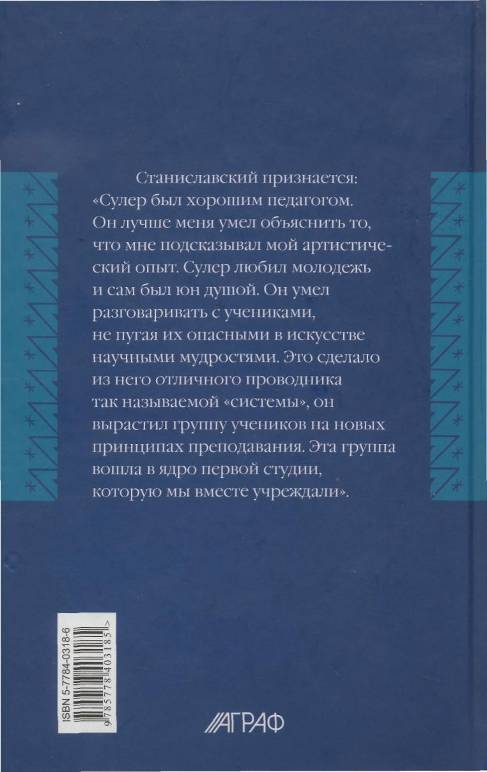 Станиславский признается:
«Сулер был хорошим педагогом.
Он лучше меня умел объяснить то,
что мне подсказывал мой артистиче-
ский опыт. Сулер любил молодежь
и сам был юн душой. Он умел
разговаривать с учениками,
не пугая их опасными в искусстве
научными мудростями. Это сделало
из него отличного проводника
так называемой «системы», он
вырастил группу учеников на новых
принципах преподавания. Эта группа
вошла в ядро первой студии,
которую мы вместе учреждали».
ISBN 5-7784-0318-6
9785778403185>
АГРАФ